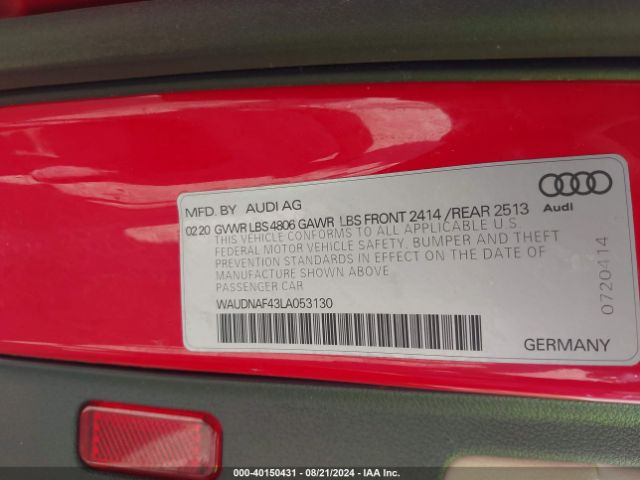 MFD. BY AUDI AG
0220 GVWR LBS 4806 GAWR LBS FRONT 2414 /REAR 2513
THIS VEHICLE CONFORMS TO ALL APPLICABLE U.S.
FEDERAL MOTOR VEHICLE SAFETY, BUMPER AND THEFT
PREVENTION STANDARDS IN EFFECT ON THE DATE OF
MANUFACTURE SHOWN ABOVE
PASSENGER CAR
WAUDNAF43LA053130
Audi
0720414
GERMANY
000-40150431 - 08/21/2024 - IAA Inc.